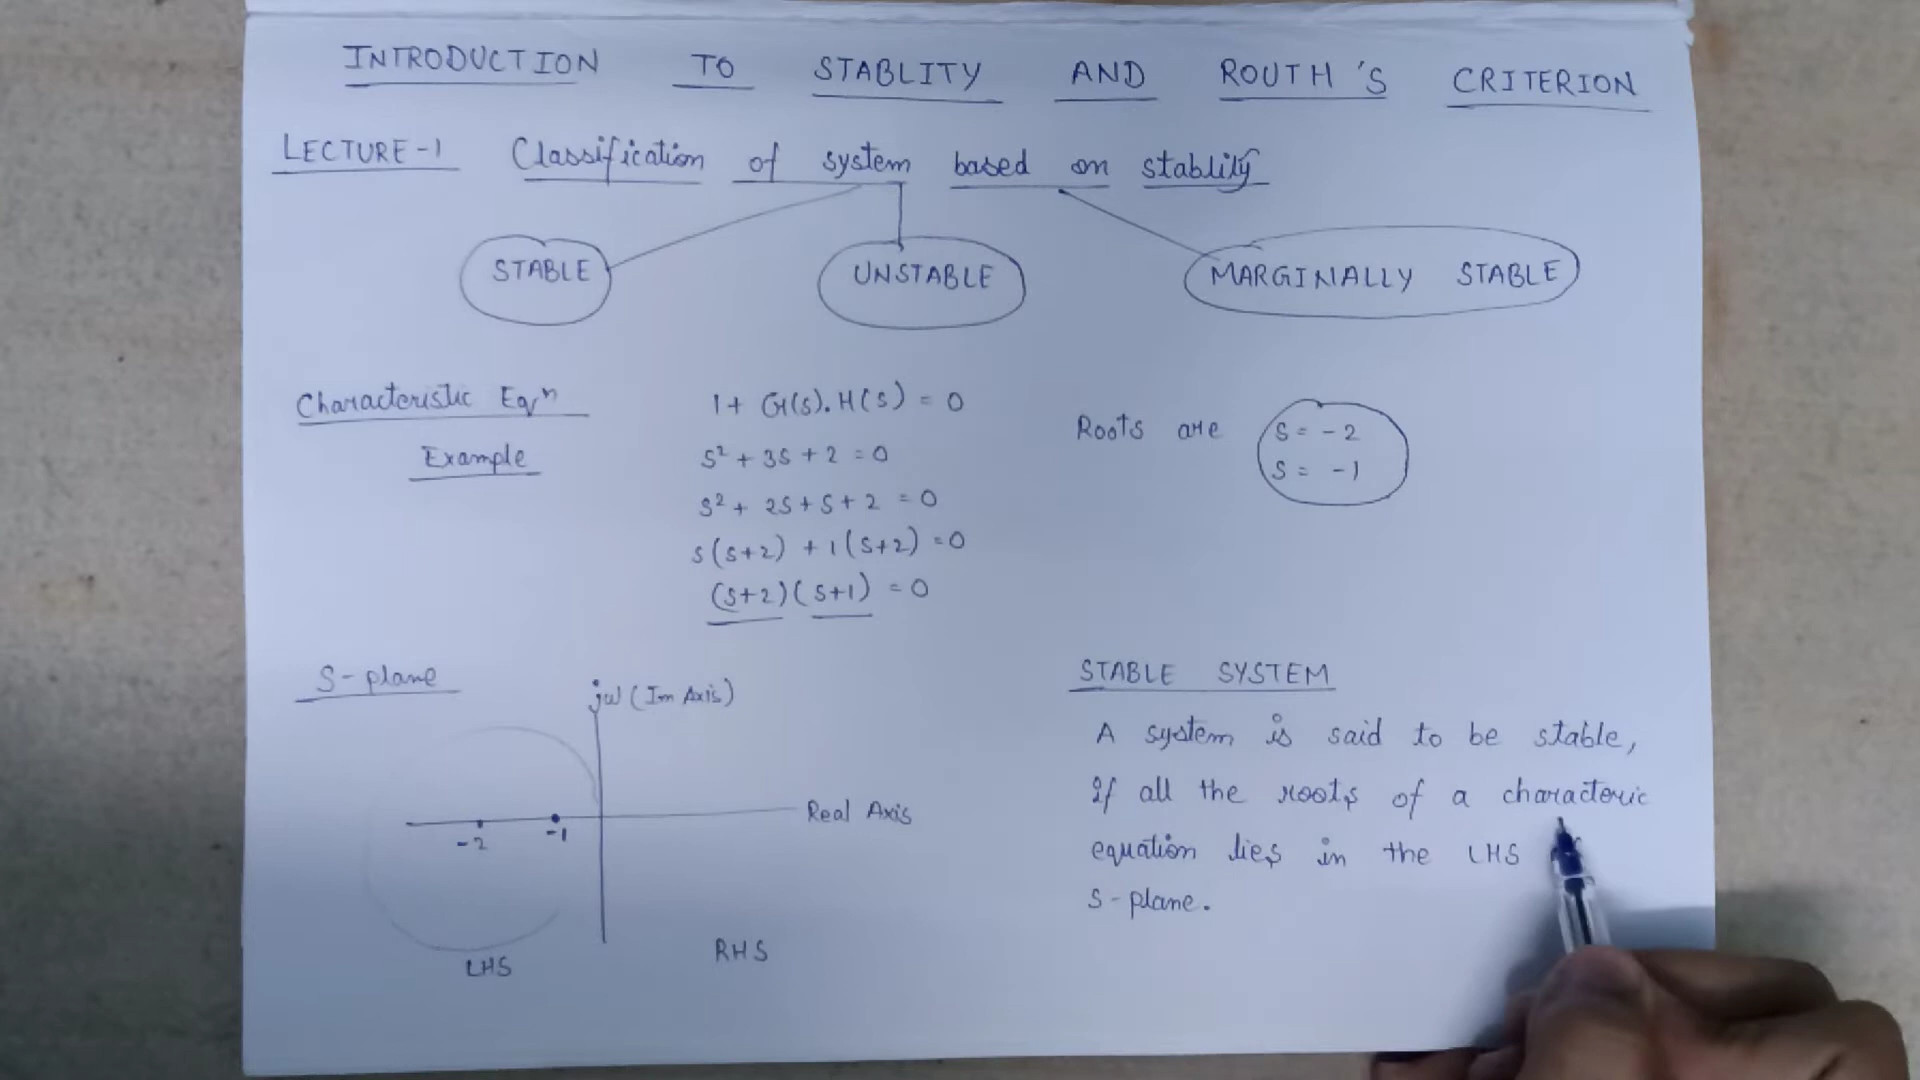 INTRODUCTION TO STABLITY AND ROUTH'S CRITERION
LECTURE-1 Classification of system based on stablity
STABLE UNSTABLE MARGINALLY STABLE
Characteristic Eqⁿ 1+ G(s).H(s) = 0
Example s² + 3s + 2 = 0
s² + 2s + s + 2 = 0
s(s+2) + 1(s+2) = 0
(s+2)(s+1) = 0
Roots are s = -2
s = -1
S-plane
jω (Im Axis)
Real Axis
-2 -1
LHS RHS
STABLE SYSTEM
A system is said to be stable,
If all the roots of a characteric
equation lies in the LHS
s-plane.